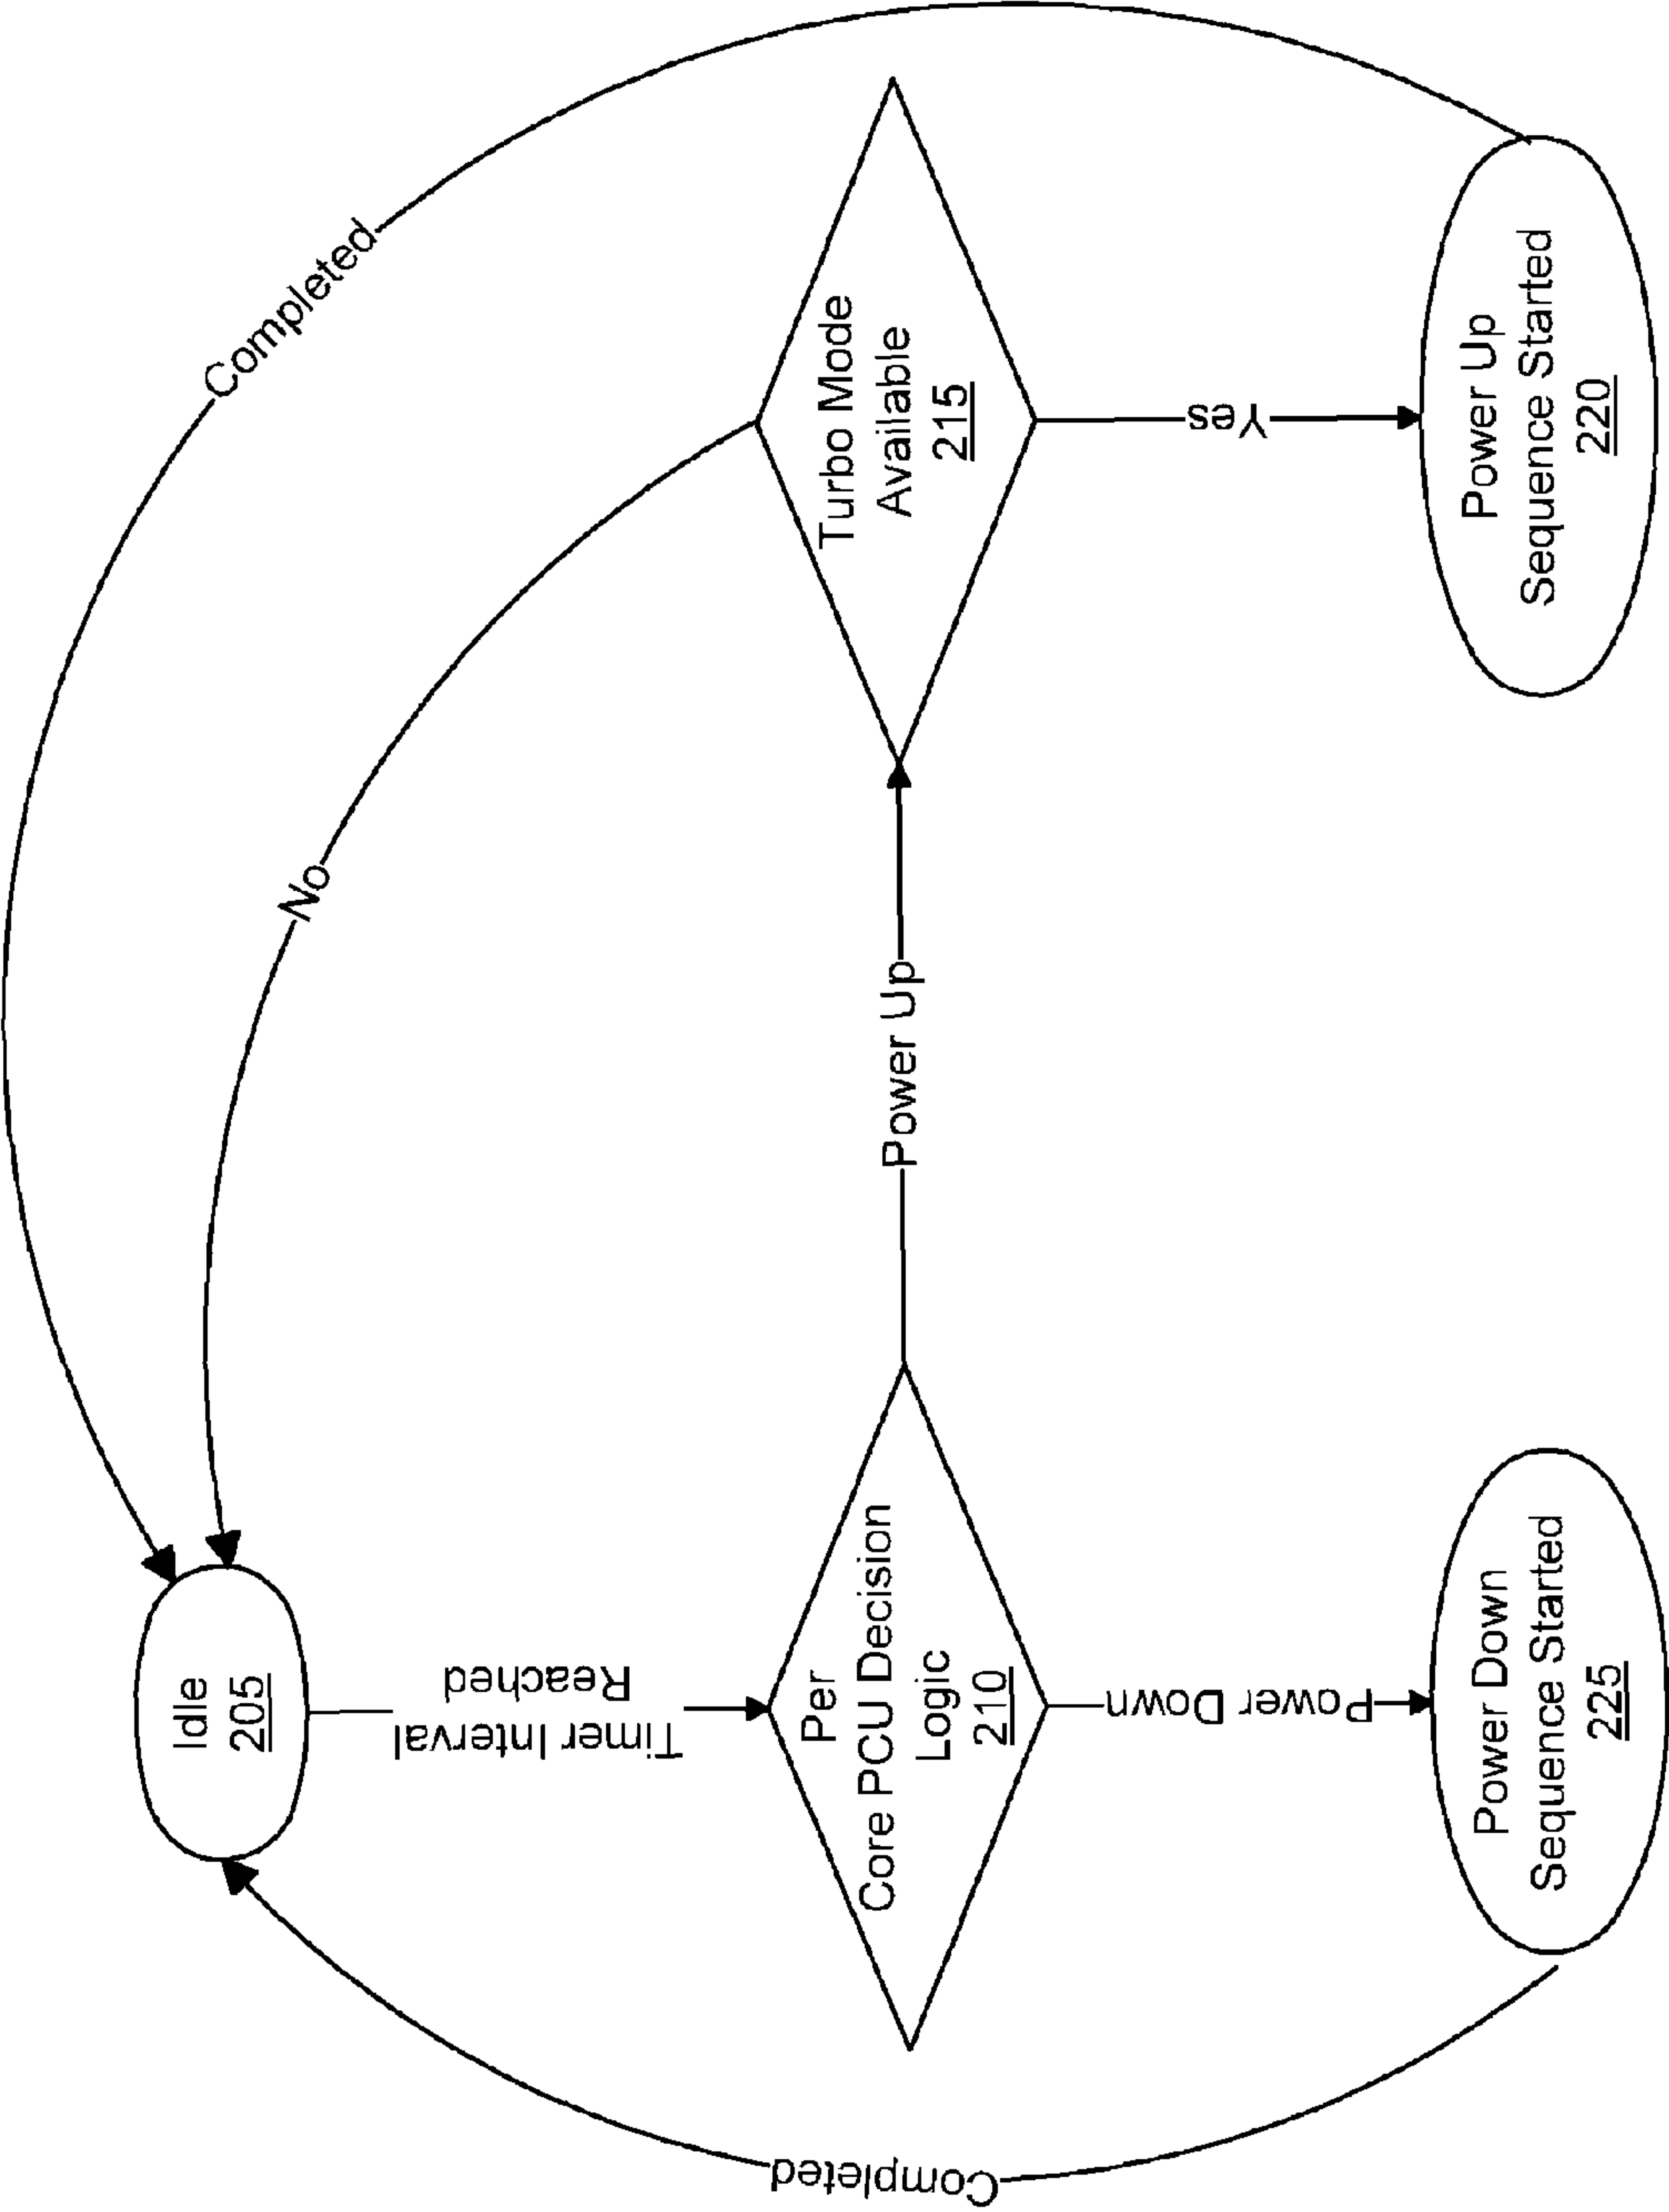 Idle
205
Timer Interval
Reached
Per
Core PCU Decision
Logic
210
Power Down
Power Down
Sequence Started
225
Completed
Power Up
Turbo Mode
Available
215
No
Yes
Power Up
Sequence Started
220
Completed